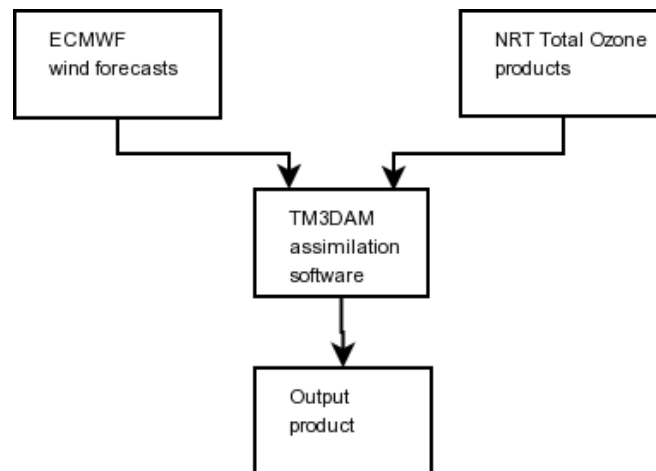 ECMWF
wind forecasts
NRT Total Ozone
products
TM3DAM
assimilation
software
Output
product